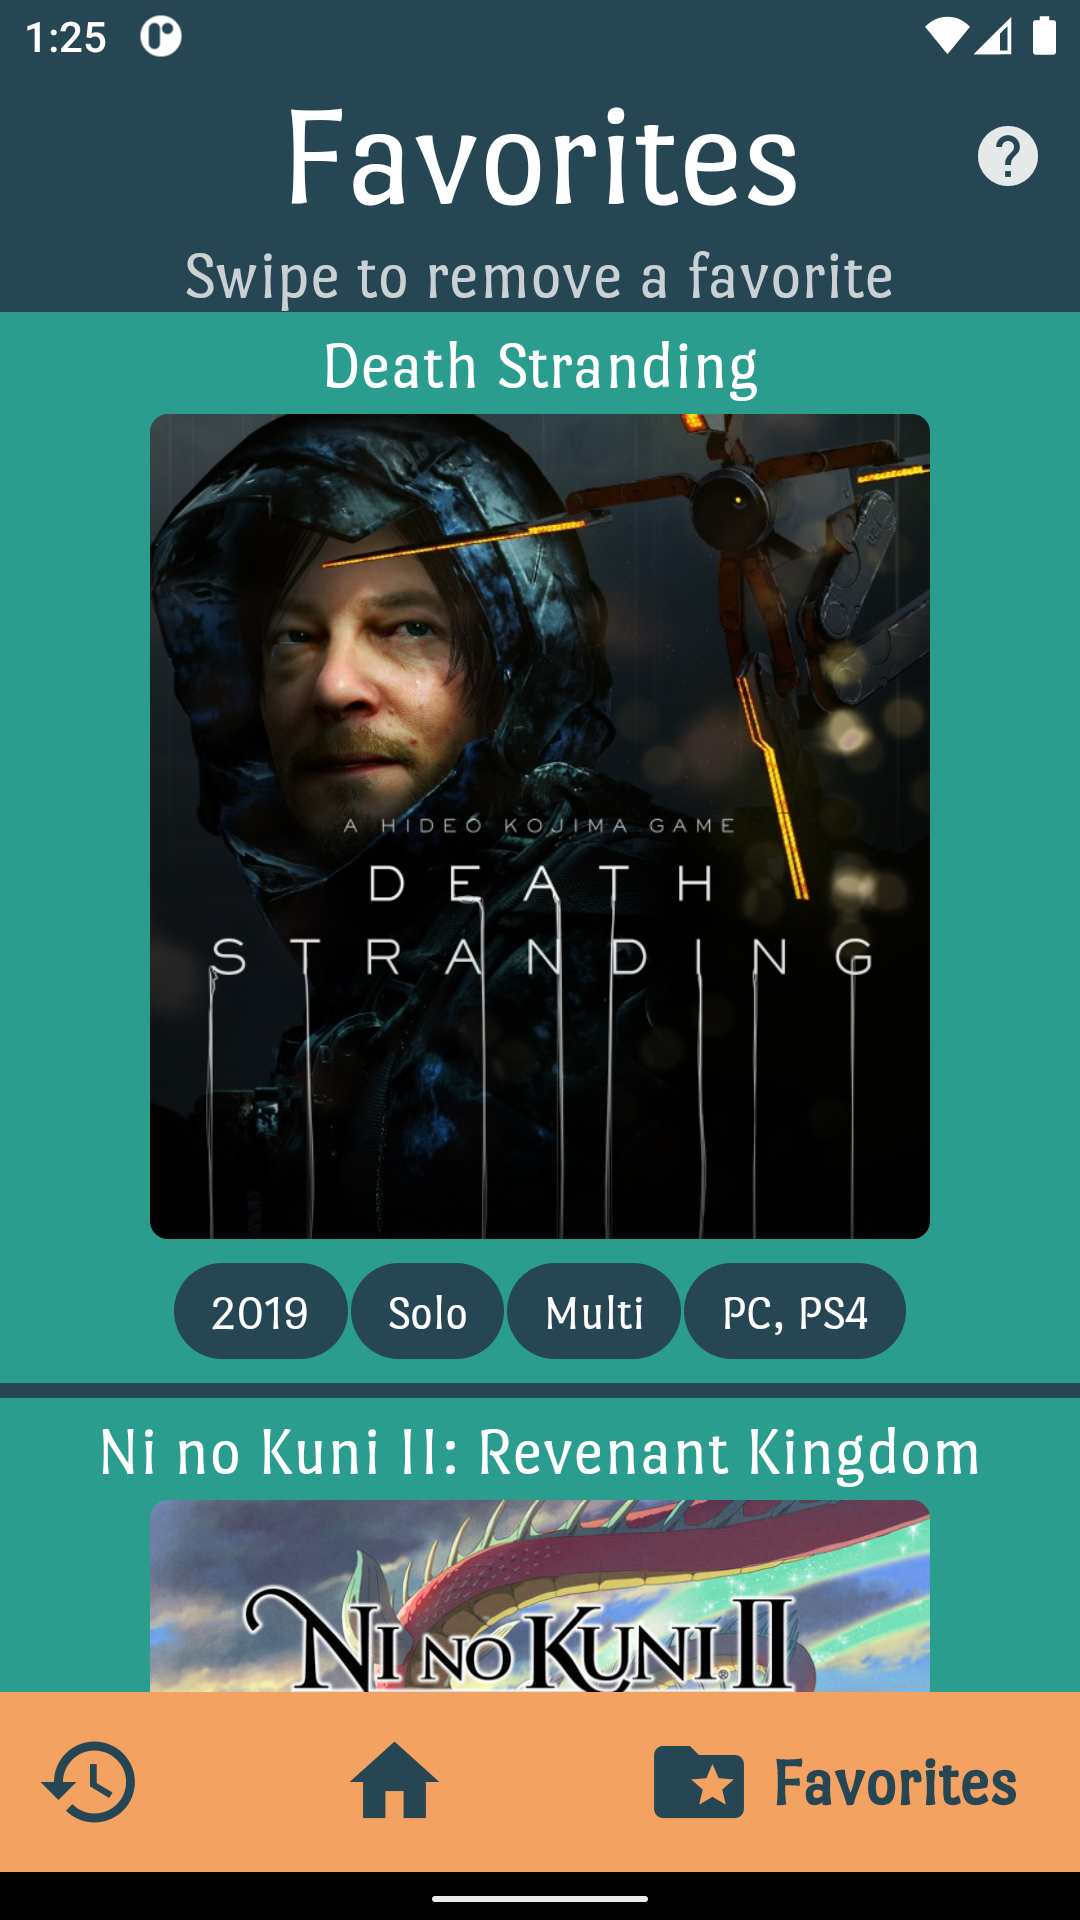 1:25
Favorites
?
Swipe to remove a favorite
Death Stranding
A HIDEO KOJIMA GAME
DEATH
STRANDING
2019 Solo Multi PC, PS4
Ni no Kuni II: Revenant Kingdom
NI NO KUNI II
Favorites